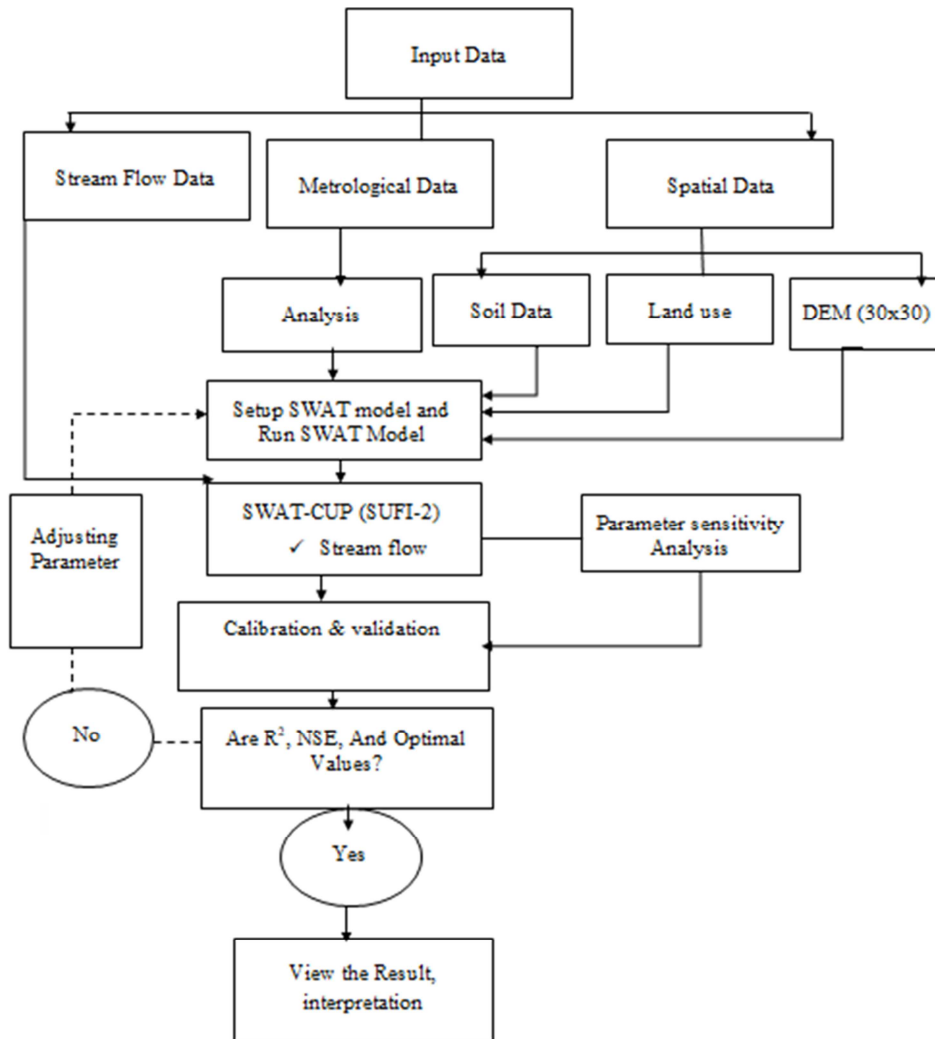 Input Data
Stream Flow Data
Metrological Data
Spatial Data
Analysis
Soil Data
Land use
DEM (30x30)
Setup SWAT model and
Run SWAT Model
SWAT-CUP (SUFI-2)
✓ Stream flow
Parameter sensitivity
Analysis
Adjusting
Parameter
Calibration & validation
No
Are R², NSE, And Optimal
Values?
Yes
View the Result,
interpretation